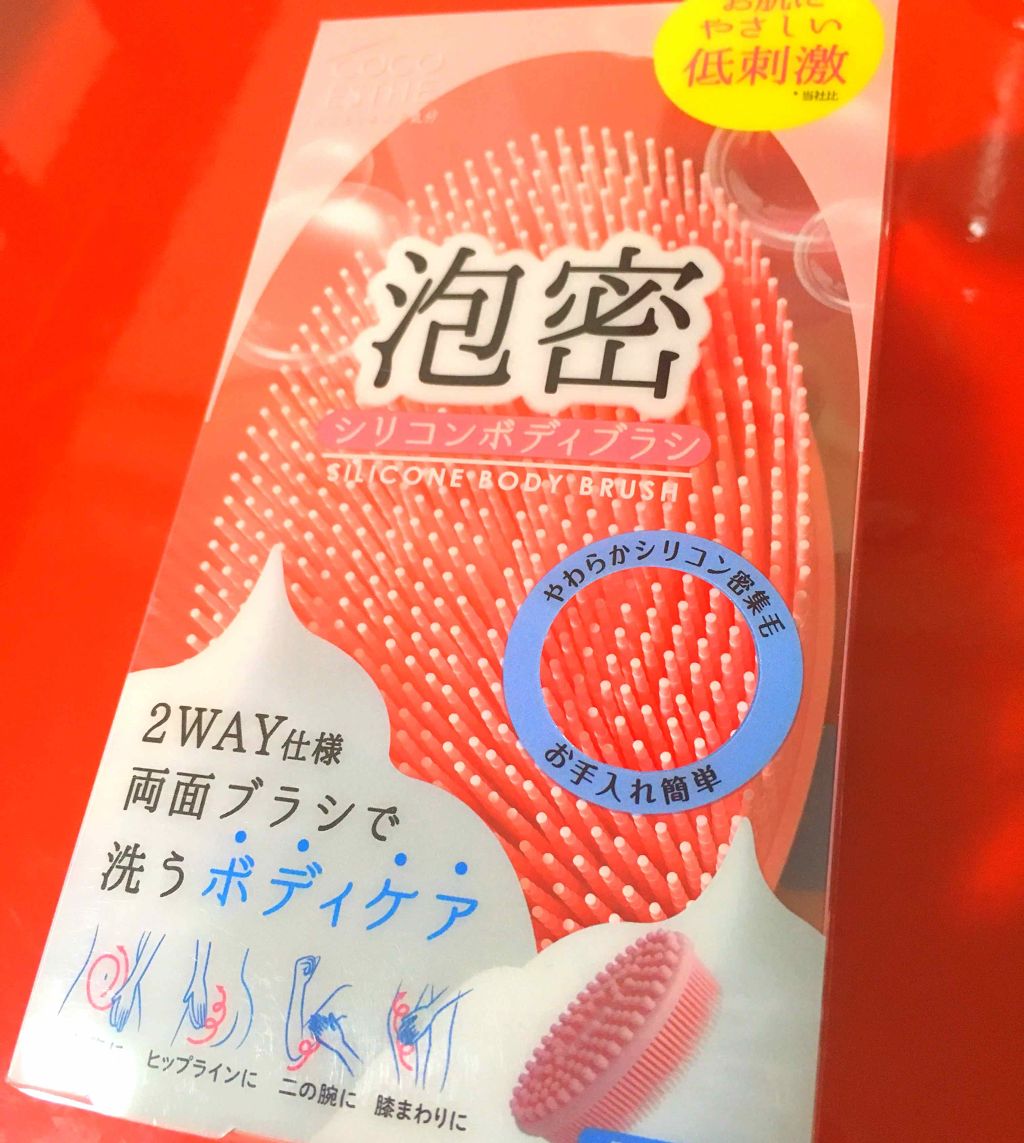 お肌に
やさしい
低刺激
*当社比
COCO
ESTHE
気分
泡密
シリコンボディブラシ
SILICONE BODY BRUSH
やわらかシリコン密集毛
お手入れ簡単
2WAY仕様
両面ブラシで
洗うボディケア
ヒップラインに 二の腕に 膝まわりに